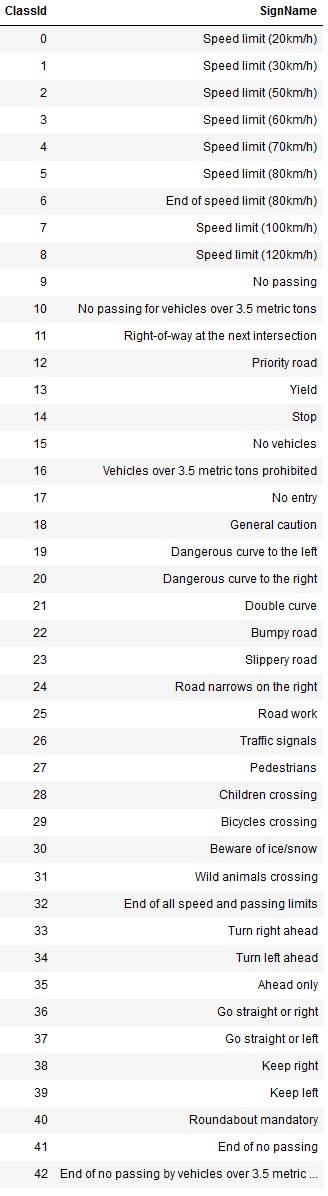 ClassId SignName
0 Speed limit (20km/h)
1 Speed limit (30km/h)
2 Speed limit (50km/h)
3 Speed limit (60km/h)
4 Speed limit (70km/h)
5 Speed limit (80km/h)
6 End of speed limit (80km/h)
7 Speed limit (100km/h)
8 Speed limit (120km/h)
9 No passing
10 No passing for vehicles over 3.5 metric tons
11 Right-of-way at the next intersection
12 Priority road
13 Yield
14 Stop
15 No vehicles
16 Vehicles over 3.5 metric tons prohibited
17 No entry
18 General caution
19 Dangerous curve to the left
20 Dangerous curve to the right
21 Double curve
22 Bumpy road
23 Slippery road
24 Road narrows on the right
25 Road work
26 Traffic signals
27 Pedestrians
28 Children crossing
29 Bicycles crossing
30 Beware of ice/snow
31 Wild animals crossing
32 End of all speed and passing limits
33 Turn right ahead
34 Turn left ahead
35 Ahead only
36 Go straight or right
37 Go straight or left
38 Keep right
39 Keep left
40 Roundabout mandatory
41 End of no passing
42 End of no passing by vehicles over 3.5 metric ...